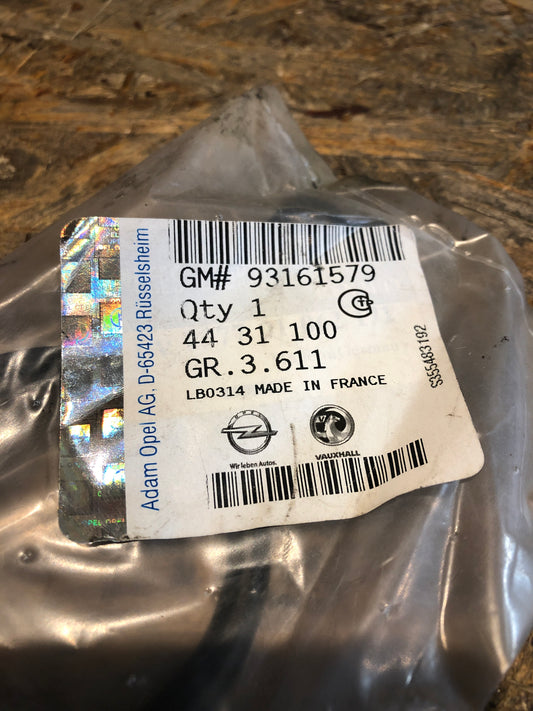 Adam Opel AG. D-65423 Rüsselsheim
GM# 93161579
Qty 1
44 31 100
GR.3.611
LB0314 MADE IN FRANCE
S355483192
OPEL
Wir leben Autos.
VAUXHALL